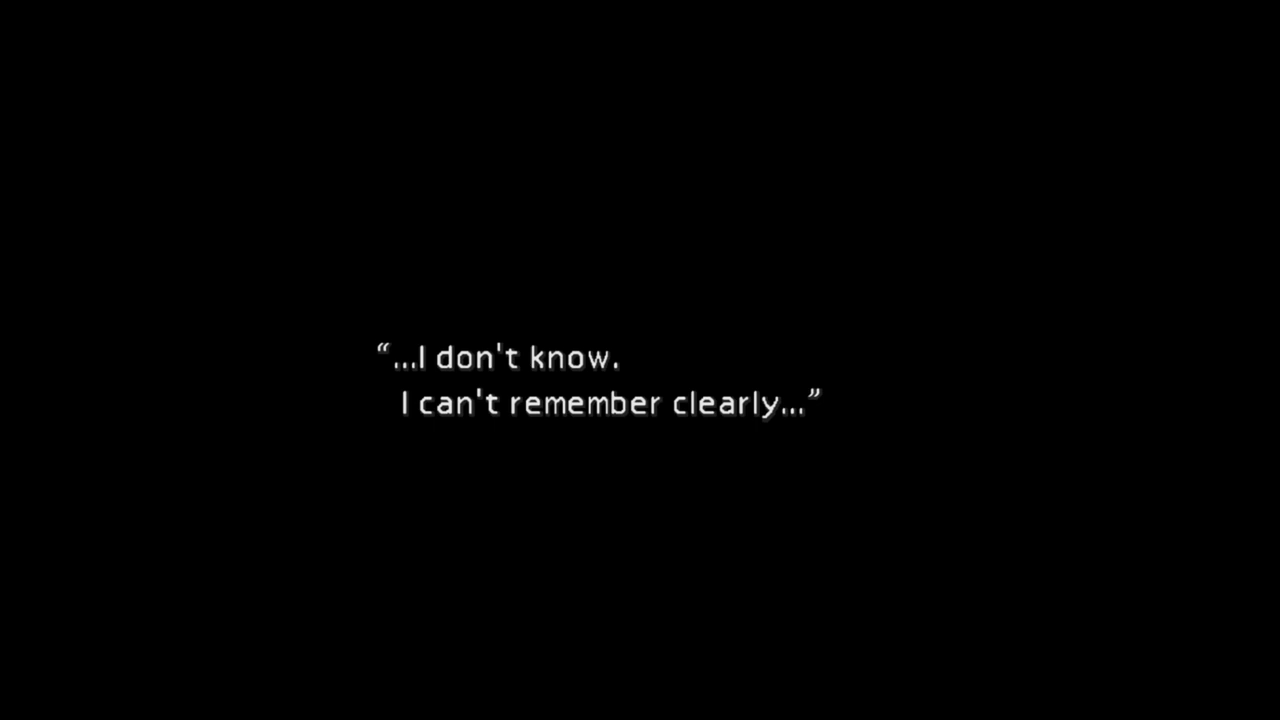 “...I don't know.
I can't remember clearly...”